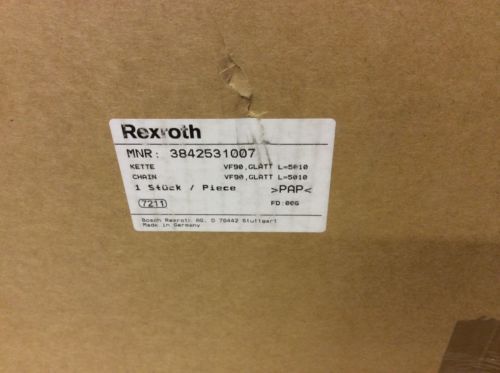 Rexroth
MNR: 3842531007
KETTE VF90,GLATT L=5010
CHAIN VF90,GLATT L=5010
1 Stück / Piece >PAP<
7211 FD:006
Bosch Rexroth AG, D 70442 Stuttgart
Made in Germany